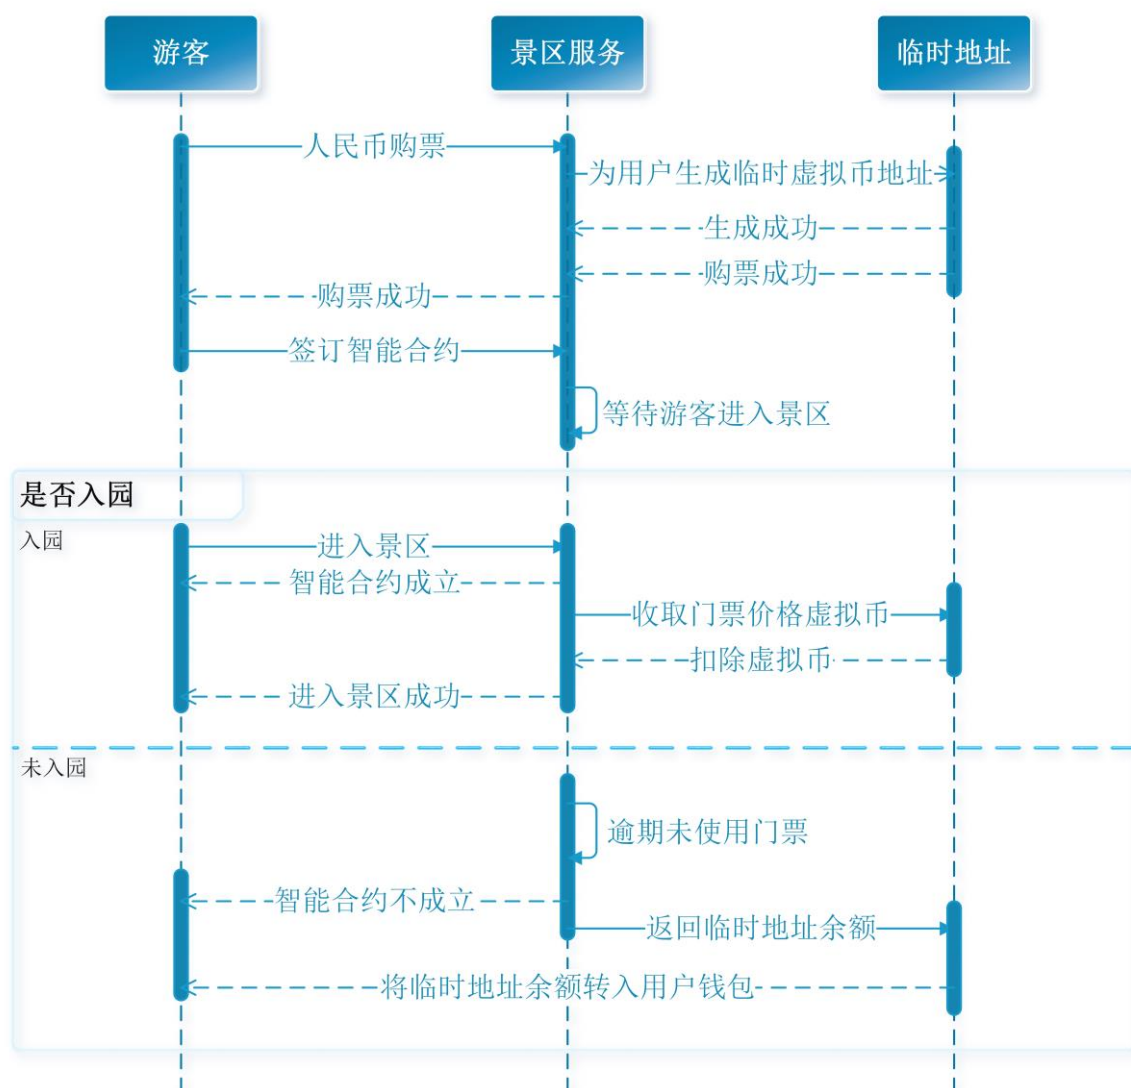 游客
景区服务
临时地址
人民币购票
为用户生成临时虚拟币地址
生成成功
购票成功
购票成功
签订智能合约
等待游客进入景区
是否入园
入园
进入景区
智能合约成立
收取门票价格虚拟币
扣除虚拟币
进入景区成功
未入园
逾期未使用门票
智能合约不成立
返回临时地址余额
将临时地址余额转入用户钱包